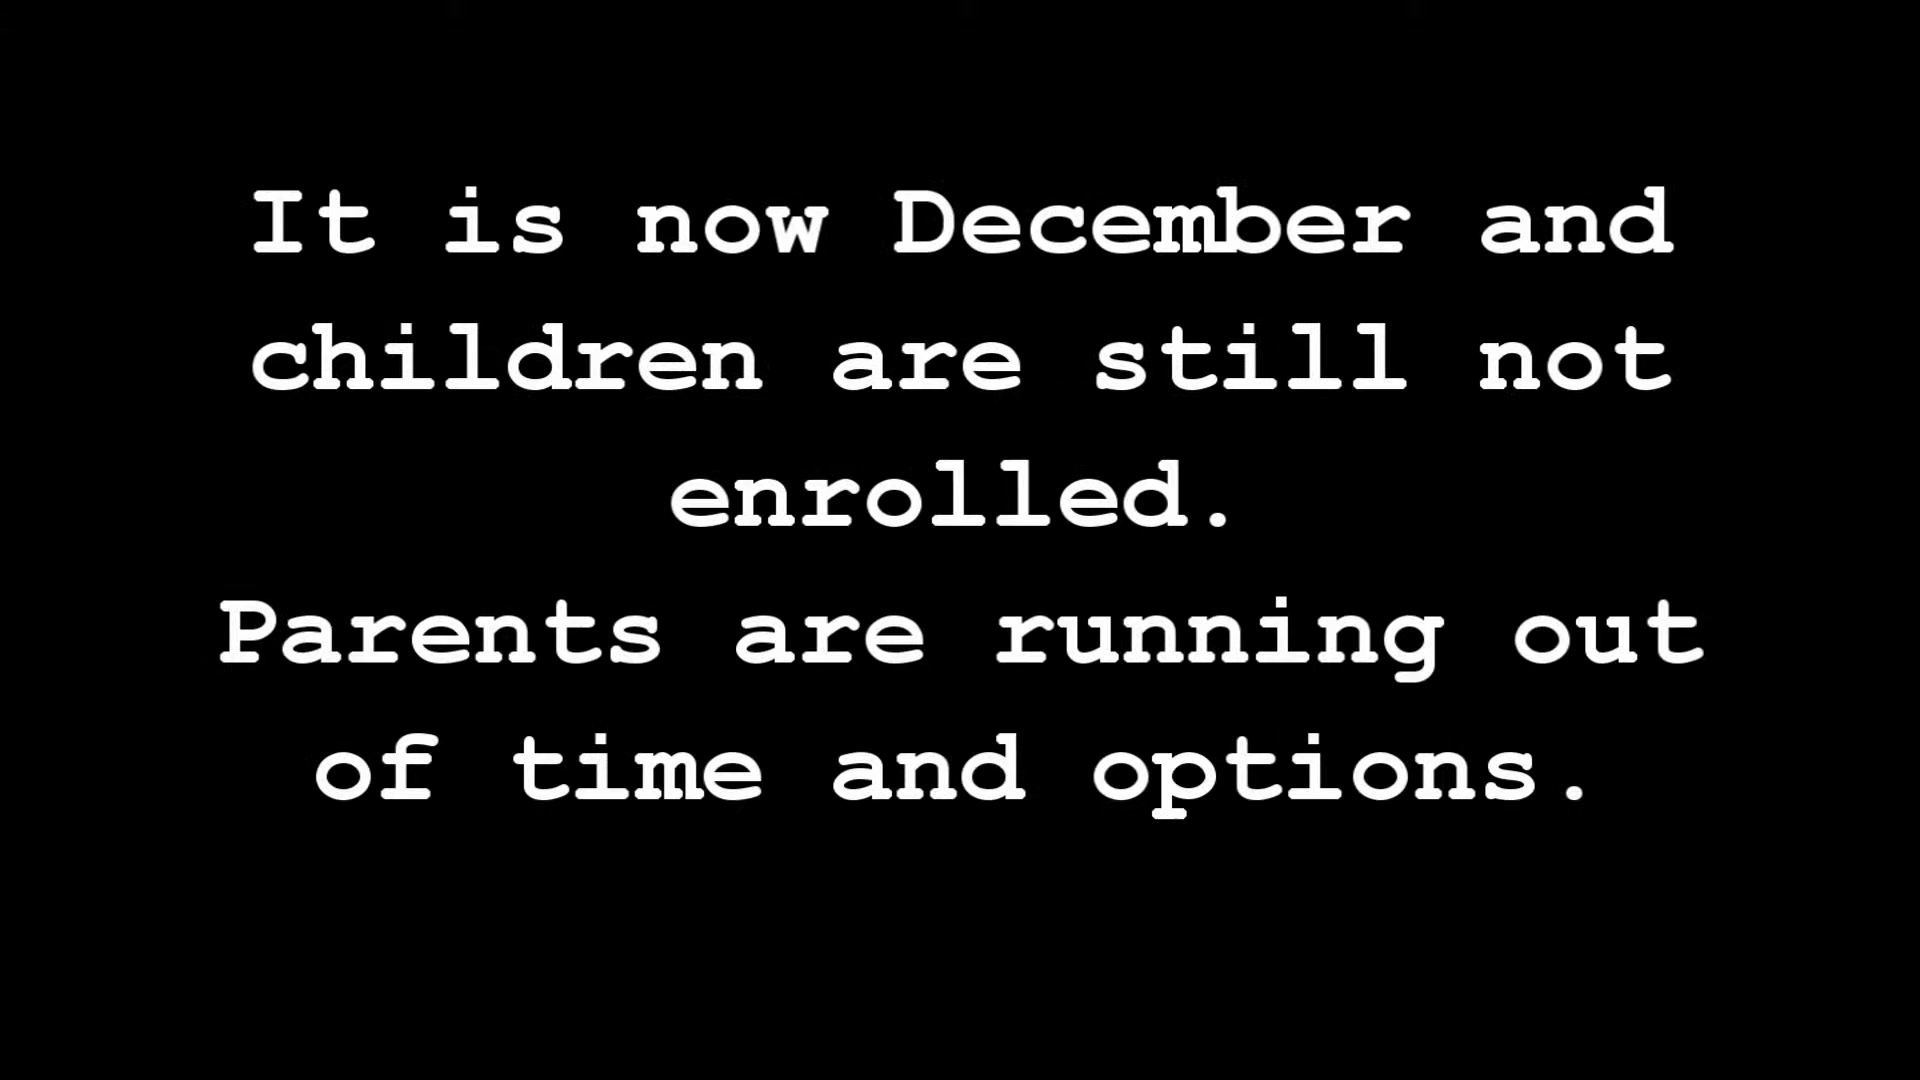 It is now December and
children are still not
enrolled.
Parents are running out
of time and options.